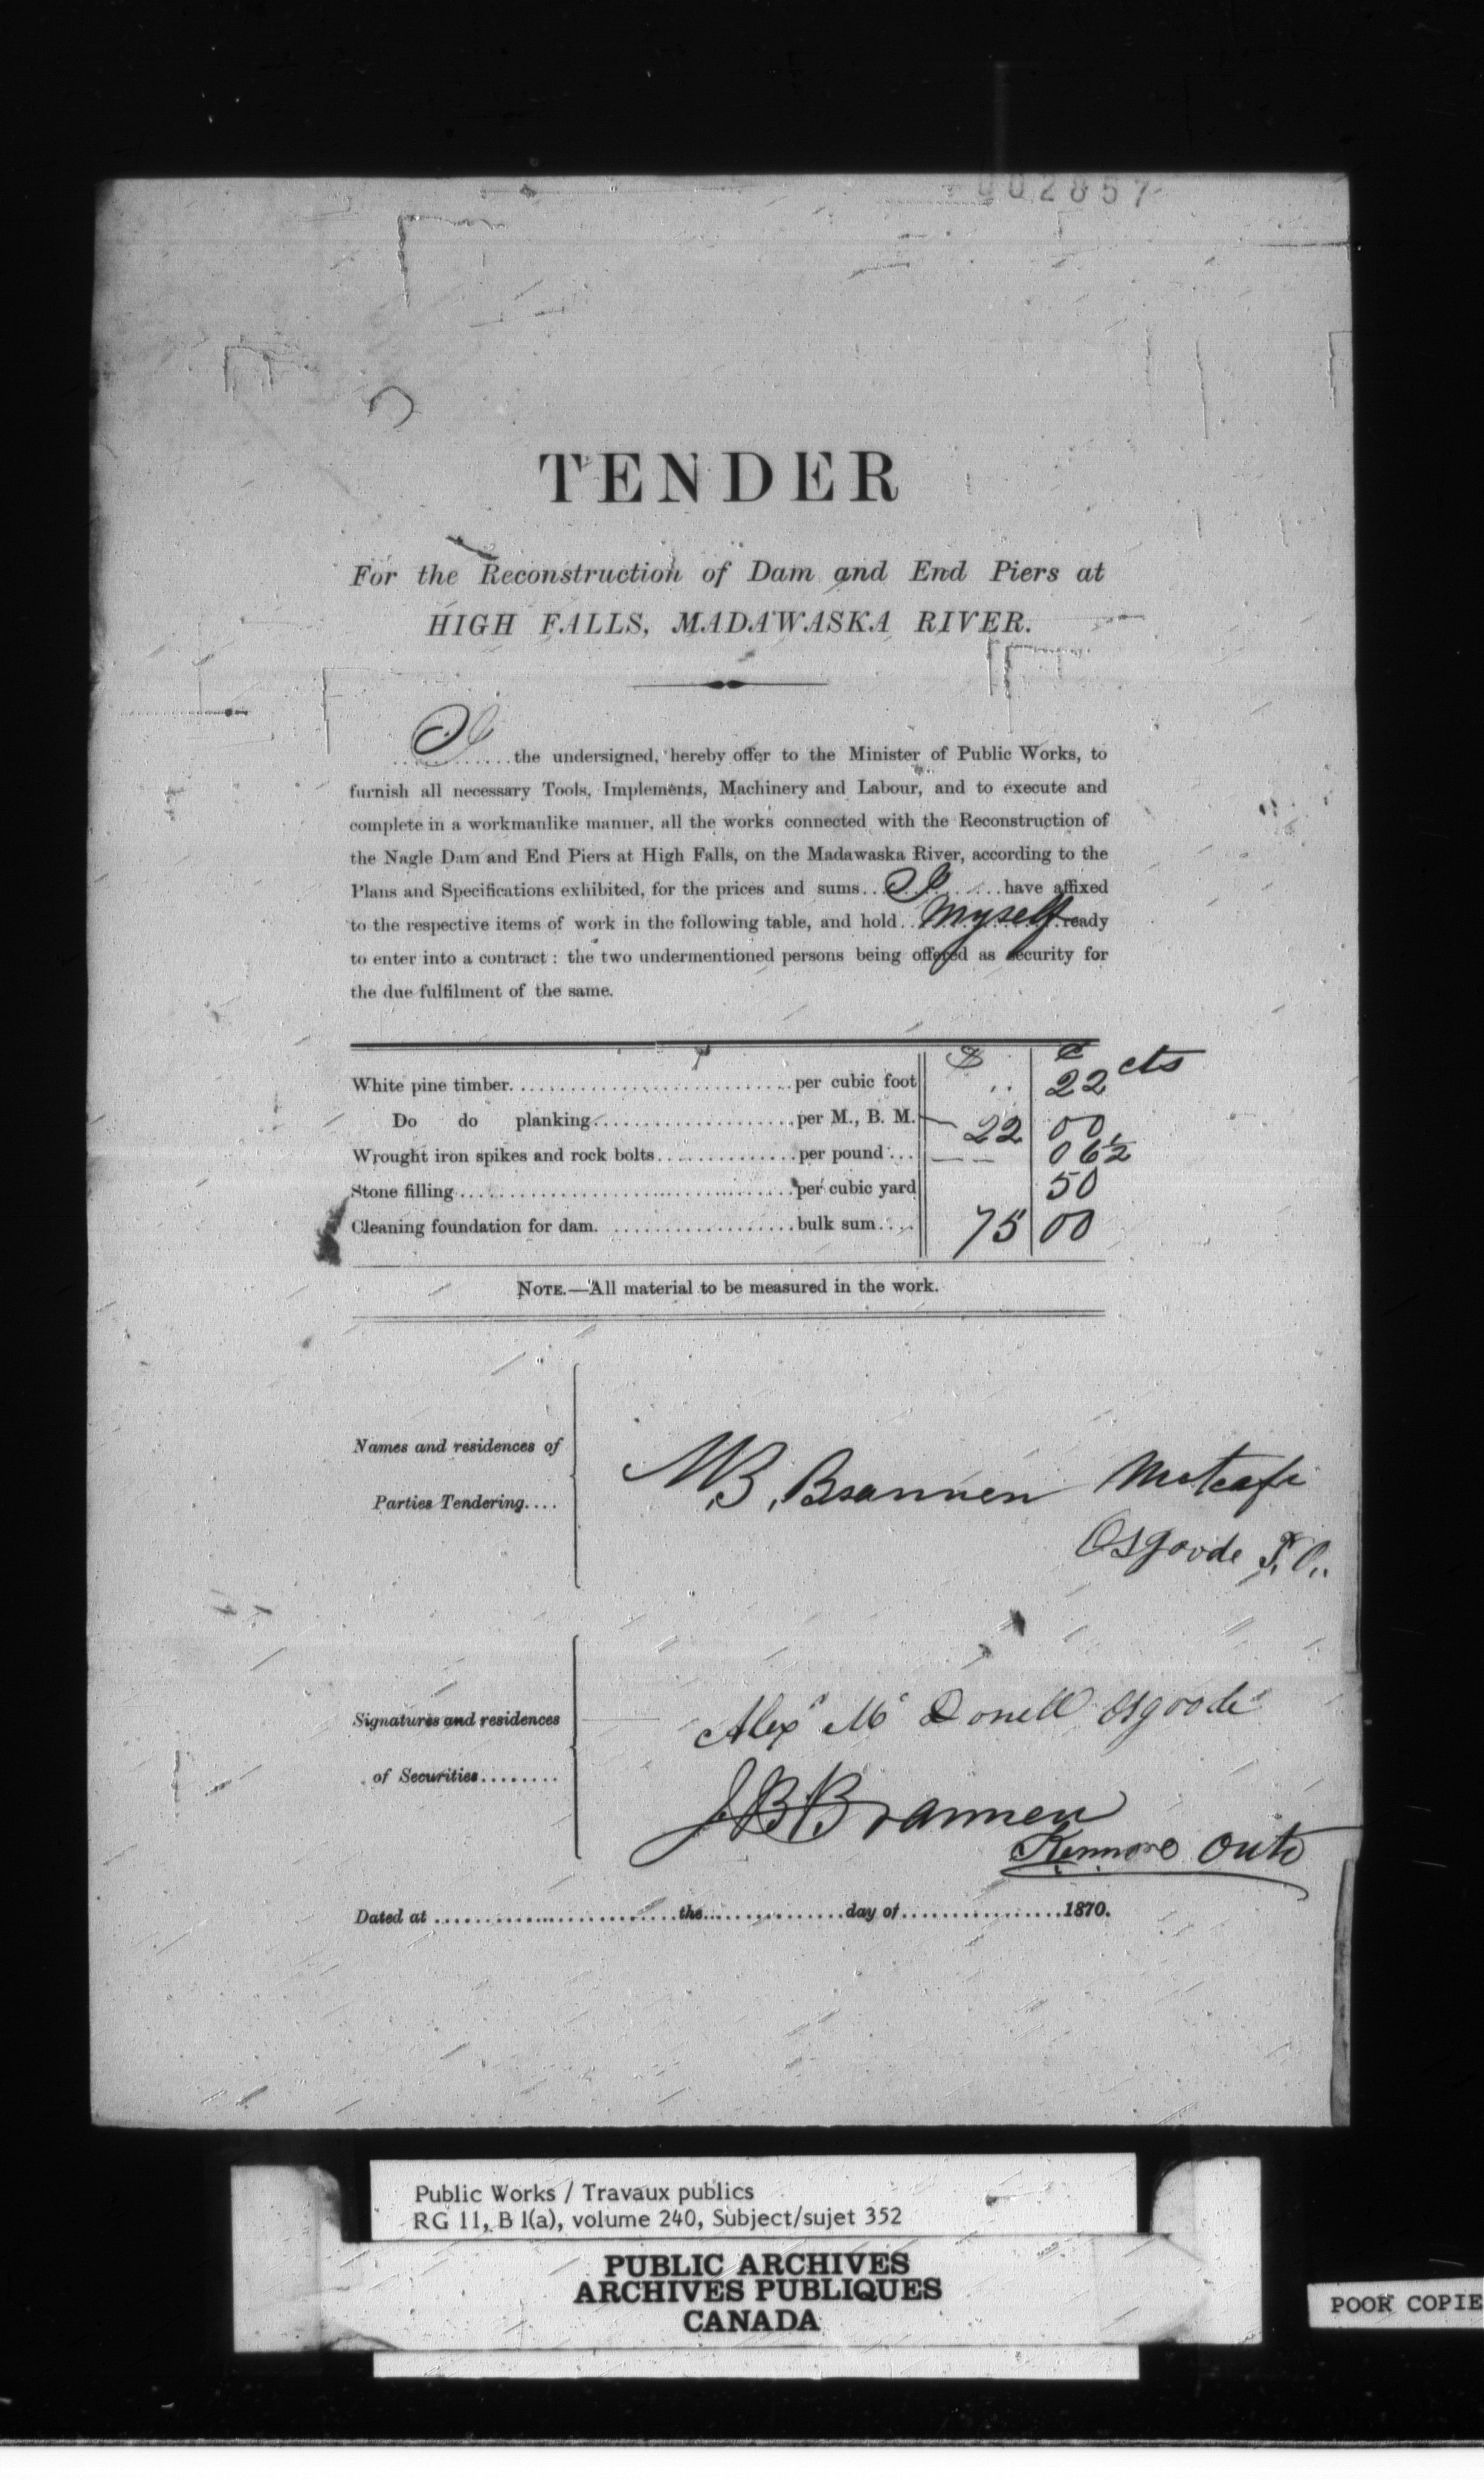 002857
TENDER
For the Reconstruction of Dam and End Piers at
HIGH FALLS, MADAWASKA RIVER.
I the undersigned, hereby offer to the Minister of Public Works, to
furnish all necessary Tools, Implements, Machinery and Labour, and to execute and
complete in a workmanlike manner, all the works connected with the Reconstruction of
the Nagle Dam and End Piers at High Falls, on the Madawaska River, according to the
Plans and Specifications exhibited, for the prices and sums I have affixed
to the respective items of work in the following table, and hold Myself ready
to enter into a contract : the two undermentioned persons being offered as security for
the due fulfilment of the same.
$ c
White pine timber per cubic foot .. 22 cts
Do do planking per M., B. M. 22 00
Wrought iron spikes and rock bolts per pound — — 06½
Stone filling per cubic yard 50
Cleaning foundation for dam. bulk sum 75 00
NOTE.—All material to be measured in the work.
Names and residences of
Parties Tendering....
M.B. Brannen Metcafe
Osgoode P.O.
Signatures and residences
of Securities........
Alex Mc Donell Osgoode
J B Brannen
Kenmore Onto
Dated at the day of 1870.
Public Works / Travaux publics
RG 11, B 1(a), volume 240, Subject/sujet 352
PUBLIC ARCHIVES
ARCHIVES PUBLIQUES
CANADA
POOR COPIE